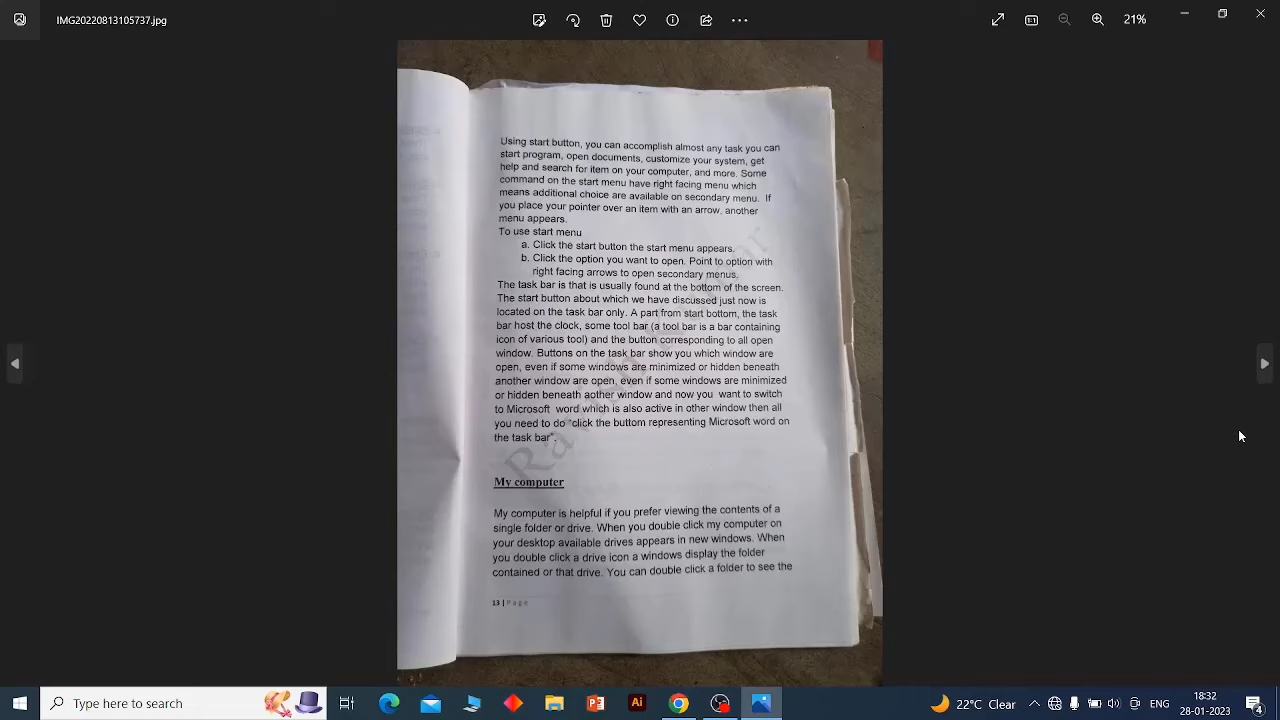 IMG20220813105737.jpg
21%
Using start button, you can accomplish almost any task you can
start program, open documents, customize your system, get
help and search for item on your computer, and more. Some
command on the start menu have right facing menu which
means additional choice are available on secondary menu. If
you place your pointer over an item with an arrow, another
menu appears.
To use start menu
a. Click the start button the start menu appears.
b. Click the option you want to open. Point to option with
right facing arrows to open secondary menus.
The task bar is that is usually found at the bottom of the screen.
The start button about which we have discussed just now is
located on the task bar only. A part from start bottom, the task
bar host the clock, some tool bar (a tool bar is a bar containing
icon of various tool) and the button corresponding to all open
window. Buttons on the task bar show you which window are
open, even if some windows are minimized or hidden beneath
another window are open, even if some windows are minimized
or hidden beneath aother window and now you want to switch
to Microsoft word which is also active in other window then all
you need to do “click the buttom representing Microsoft word on
the task bar”.
My computer
My computer is helpful if you prefer viewing the contents of a
single folder or drive. When you double click my computer on
your desktop available drives appears in new windows. When
you double click a drive icon a windows display the folder
contained or that drive. You can double click a folder to see the
13 | Page
Type here to search
Ai
22°C Clear
ENG
18:32
28-01-2023